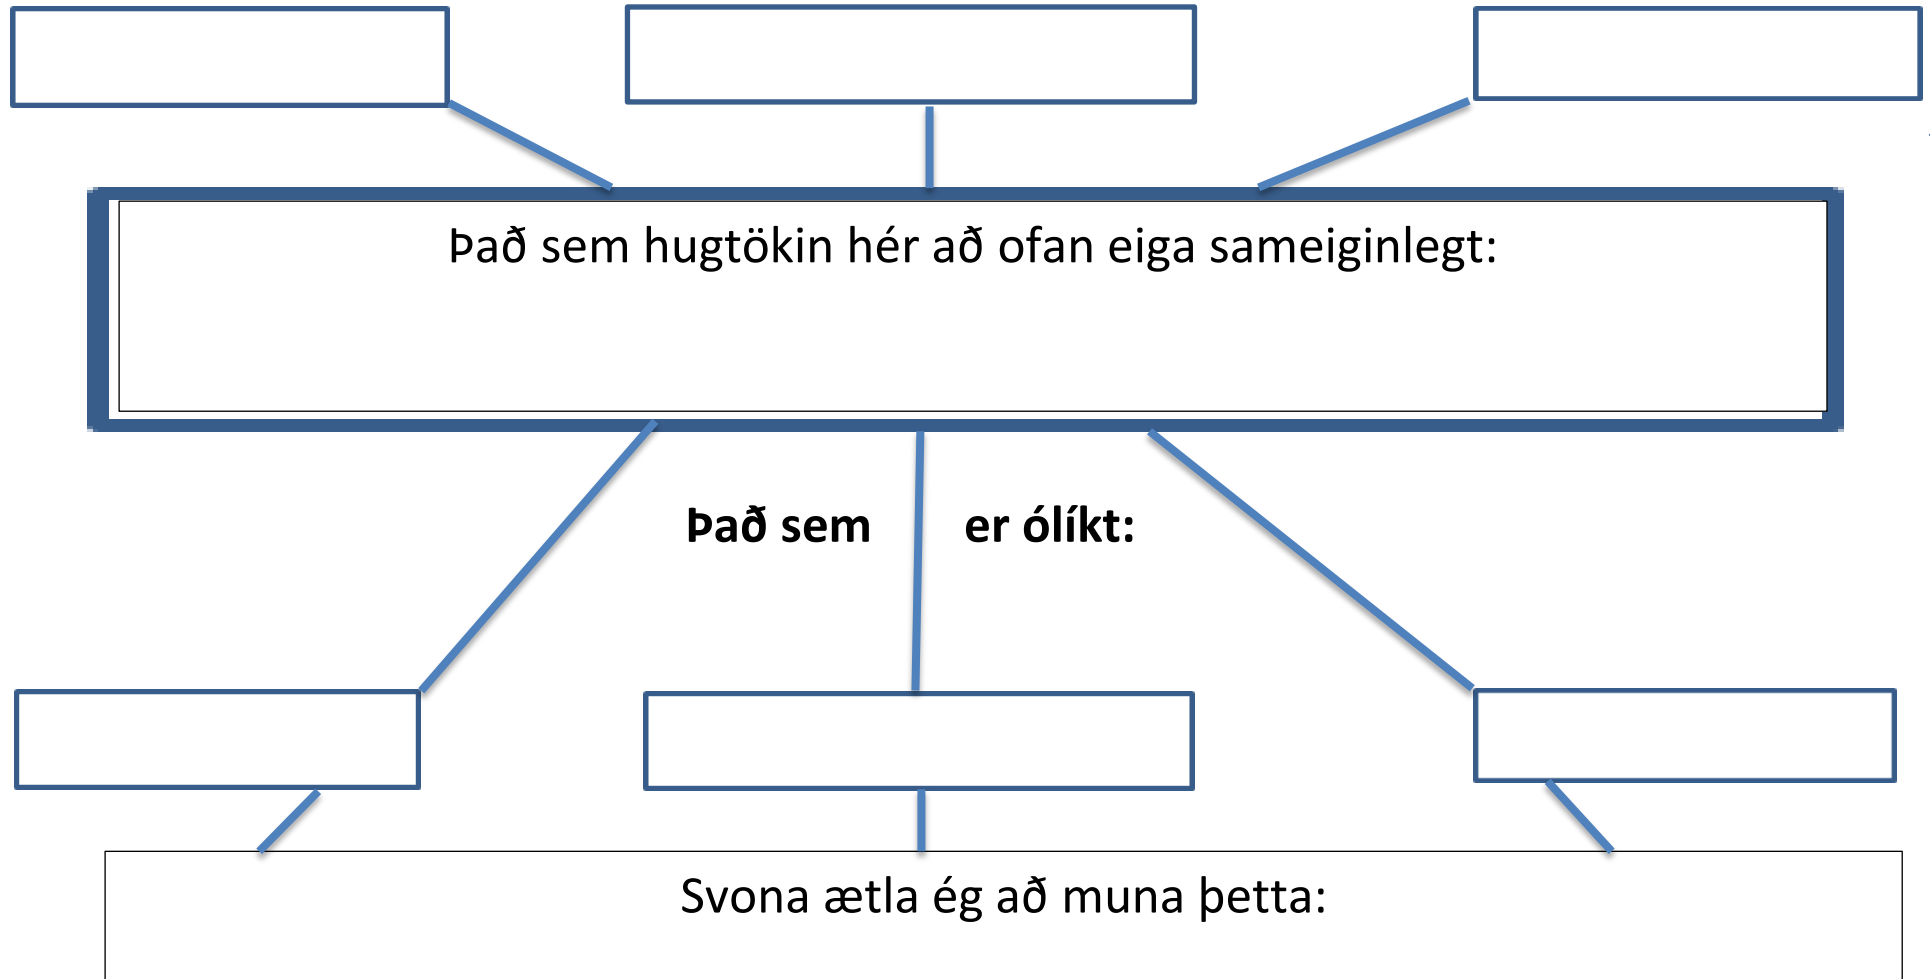 Það sem hugtökin hér að ofan eiga sameiginlegt:
Það sem er ólíkt:
Svona ætla ég að muna þetta: